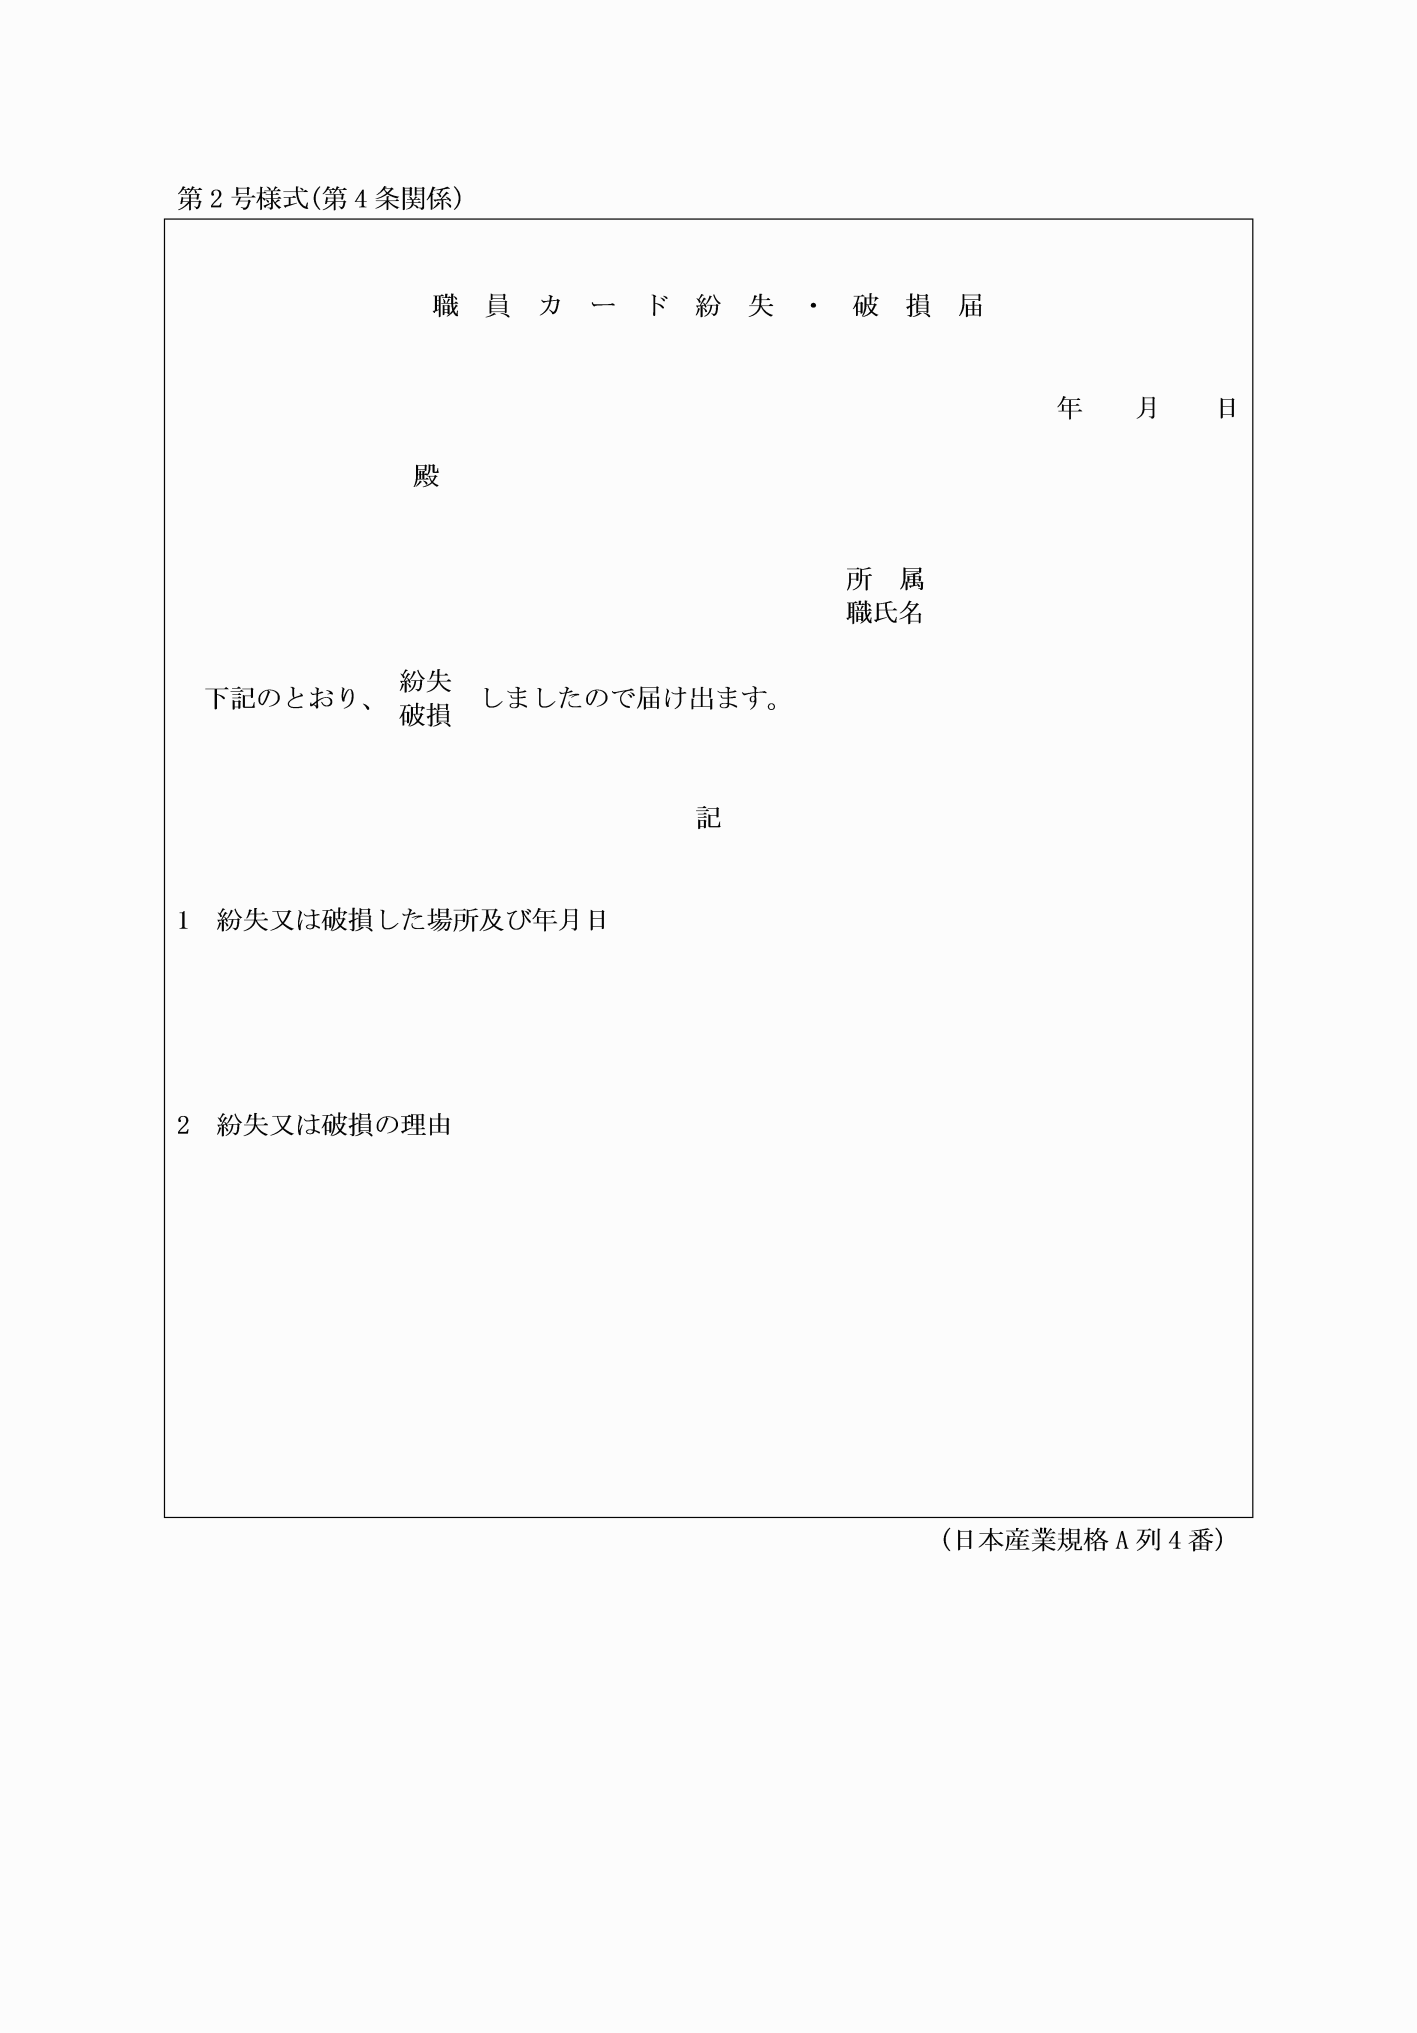 第2号様式(第4条関係)
職 員 カ ー ド 紛 失 ・ 破 損 届
年　　月　　日
殿
所　属
職氏名
下記のとおり、 紛失 しましたので届け出ます。
破損
記
1　紛失又は破損した場所及び年月日
2　紛失又は破損の理由
(日本産業規格A列4番)